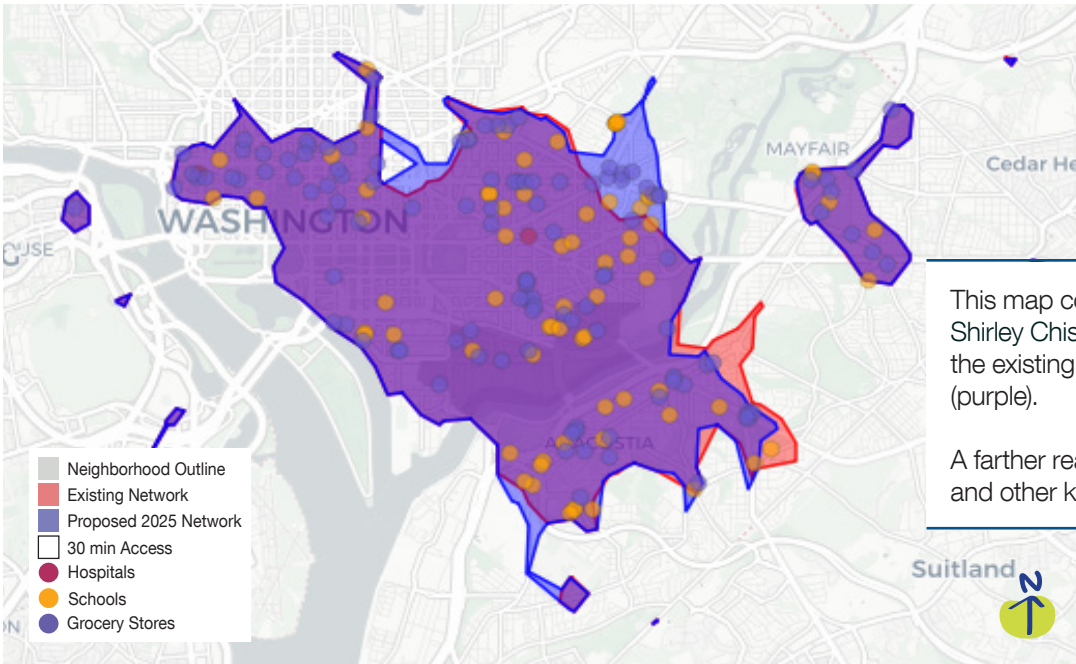 MAYFAIR
Cedar He
WASHINGTON
USE
ANACOSTIA
This map co
Shirley Chis
the existing
(purple).
A farther rea
and other k
Neighborhood Outline
Existing Network
Proposed 2025 Network
30 min Access
Hospitals
Schools
Grocery Stores
Suitland
N
ON